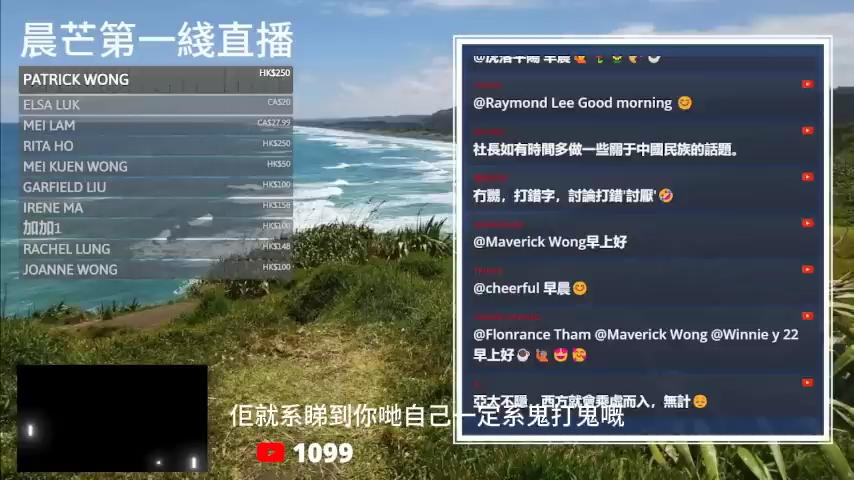 晨芒第一綫直播
PATRICK WONG HK$250
ELSA LUK CA$20
MEI LAM CA$27.99
RITA HO HK$250
MEI KUEN WONG HK$50
GARFIELD LIU HK$100
IRENE MA HK$158
加加1 HK$100
RACHEL LUNG HK$148
JOANNE WONG HK$100
@Raymond Lee Good morning 😊
社長如有時間多做一些關于中國民族的話題。
冇嬲，打錯字，討論打錯'討厭'🤣
@Maverick Wong早上好
@cheerful 早晨😊
@Flonrance Tham @Maverick Wong @Winnie y 22
早上好
亞太不穩，西方就會乘虛而入，無計😔
佢就系睇到你哋自己一定系鬼打鬼嘅
1099